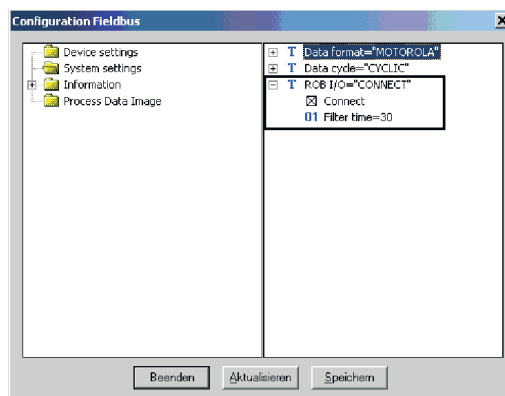 Configuration Fieldbus
Device settings
System settings
Information
Process Data Image
T Data format="MOTOROLA"
T Data cycle="CYCLIC"
T ROB I/O="CONNECT"
Connect
01 Filter time=30
Beenden
Aktualisieren
Speichern